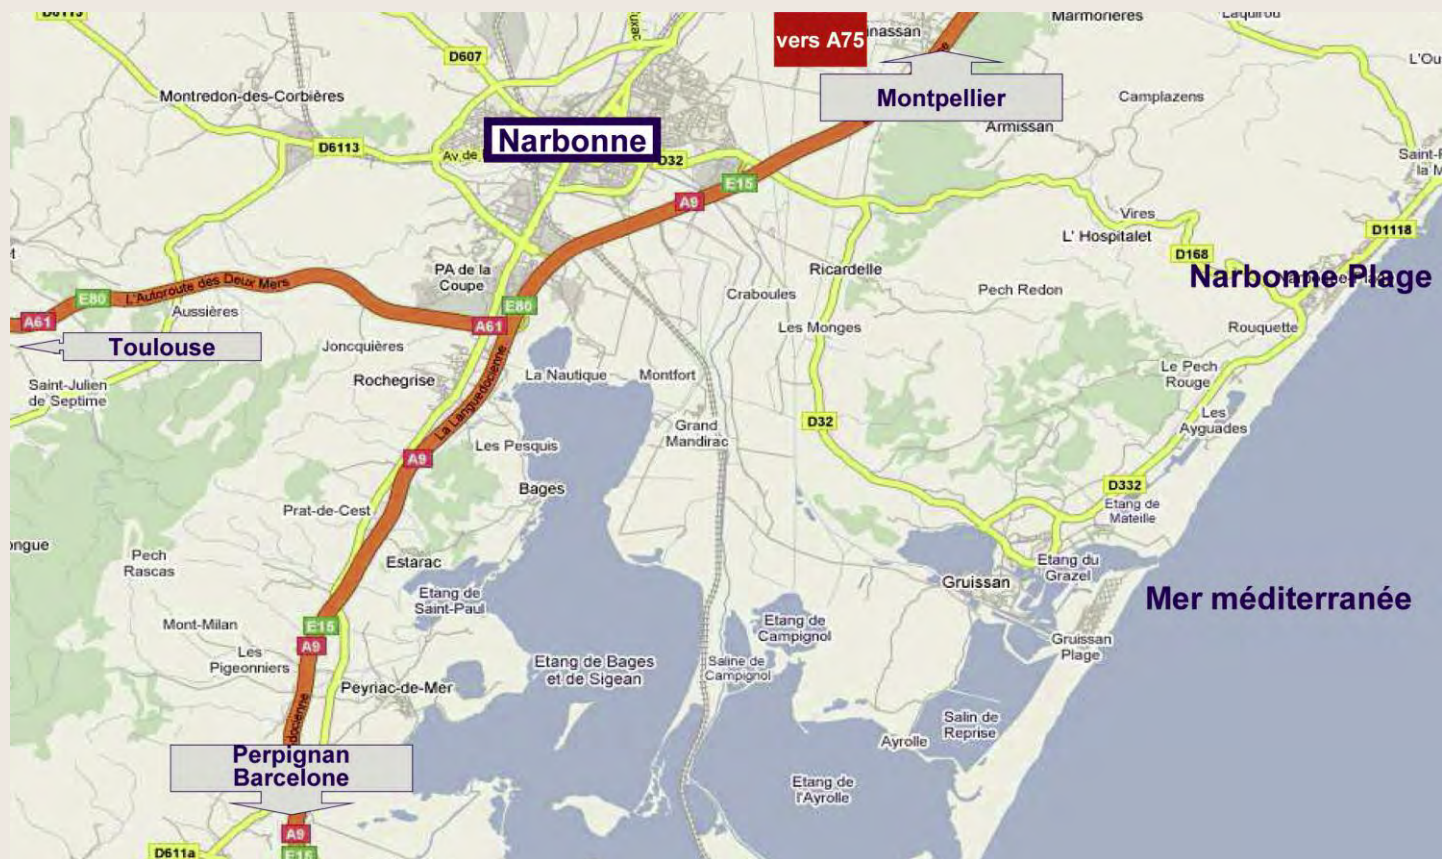 D6113
D607
vers A75
Marmorières
Laquirou
Montredon-des-Corbières
Montpellier
Camplazens
Armissan
D6113
Av. de
Narbonne
D32
E15
A9
Vires
L' Hospitalet
D1118
D168
Narbonne Plage
PA de la
Coupe
Ricardelle
Pech Redon
Craboules
E80
L'Autoroute des Deux Mers
Aussières
E80
A61
A61
Toulouse
Joncquières
Les Monges
Rouquette
Saint-Julien
de Septime
Rochegrise
La Nautique
Montfort
Le Pech
Rouge
La Languedocienne
Les
Ayguades
Grand
Mandirac
D32
Les Pesquis
A9
Bages
D332
Etang de
Mateille
Prat-de-Cest
Pech
Rascas
Estarac
Etang du
Grazel
Gruissan
Etang de
Saint-Paul
Mer méditerranée
Mont-Milan
E15
A9
Etang de
Campignol
Gruissan
Plage
Les
Pigeonniers
Etang de Bages
et de Sigean
Saline de
Campignol
Peyriac-de-Mer
Salin de
Reprise
Ayrolle
Perpignan
Barcelone
Etang de
l'Ayrolle
A9
D611a
E15